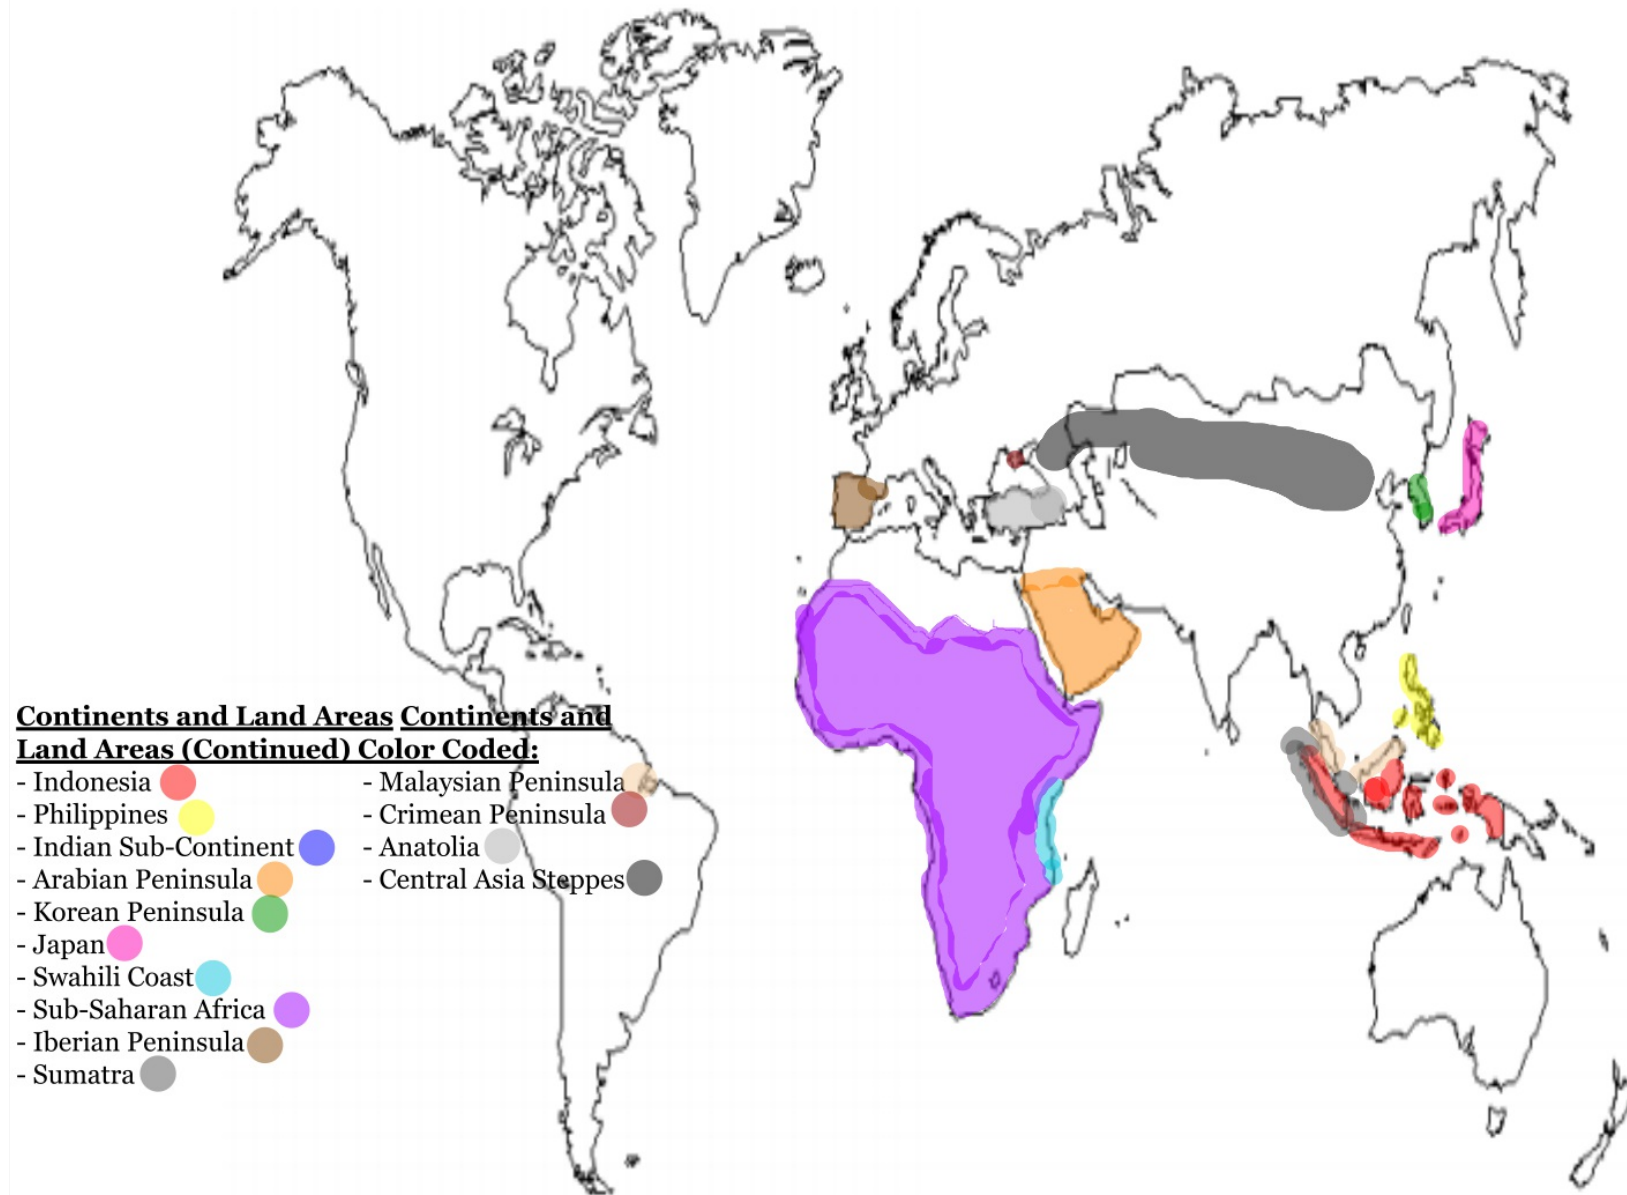 Continents and Land Areas Continents and
Land Areas (Continued) Color Coded:
- Indonesia
- Philippines
- Indian Sub-Continent
- Arabian Peninsula
- Korean Peninsula
- Japan
- Swahili Coast
- Sub-Saharan Africa
- Iberian Peninsula
- Sumatra
- Malaysian Peninsula
- Crimean Peninsula
- Anatolia
- Central Asia Steppes